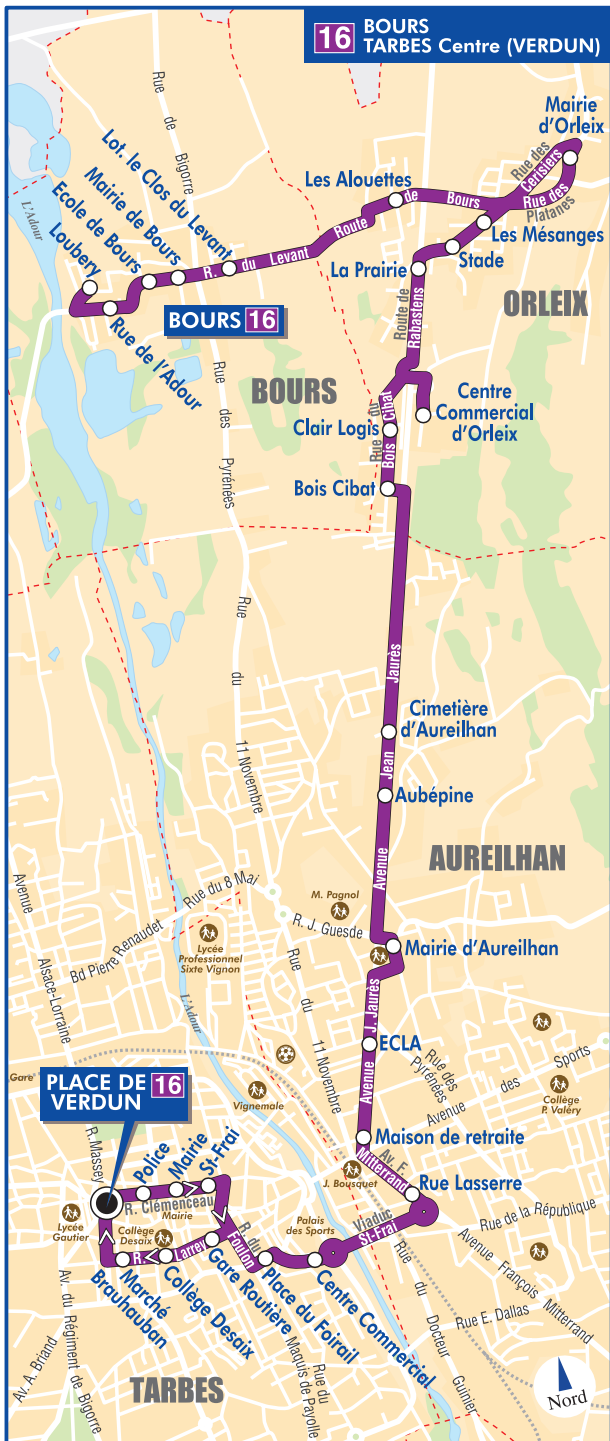 16 BOURS
TARBES Centre (VERDUN)
Mairie
d'Orleix
Rue des
Cerisiers
Rue des
Platanes
Rue
de
Bigorre
L'Adour
Lot. le Clos du Levant
Mairie de Bours
Ecole de Bours
Loubery
Rue de l'Adour
R. du Levant
Route de Bours
Les Alouettes
Les Mésanges
Stade
La Prairie
Route de
Rabastens
ORLEIX
BOURS 16
BOURS
Rue
des
Pyrénées
Centre
Commercial
d'Orleix
Clair Logis
Rue du
Bois Cibat
Bois Cibat
Rue
du
11 Novembre
Avenue Jean Jaurès
Cimetière
d'Aureilhan
Aubépine
AUREILHAN
Avenue
Alsace-Lorraine
Bd Pierre Renaudet
Rue du 8 Mai
M. Pagnol
R. J. Guesde
Lycée
Professionnel
Sixte Vignon
Mairie d'Aureilhan
L'Adour
Rue
du
11 Novembre
Avenue J. Jaurès
ECLA
Rue des
Pyrénées
Avenue des Sports
Collège
P. Valéry
Gare
PLACE DE
VERDUN 16
Vignemale
Maison de retraite
Av. F.
Mitterrand
J. Bousquet
Rue Lasserre
R. Massey
Police
Mairie
St-Frai
R. Clémenceau
Mairie
Lycée
Gautier
Collège
Desaix
R. Larrey
R. du
Foulon
Palais
des Sports
Viaduc
St-Frai
Rue de la République
Avenue François Mitterrand
Marché
Brauhauban
Collège Desaix
Gare Routière
Place du Foirail
Centre Commercial
Rue E. Dallas
Rue
du
Docteur
Guinier
Av. du Régiment de Bigorre
Av. A. Briand
Rue du
Maquis de Payolle
TARBES
Nord